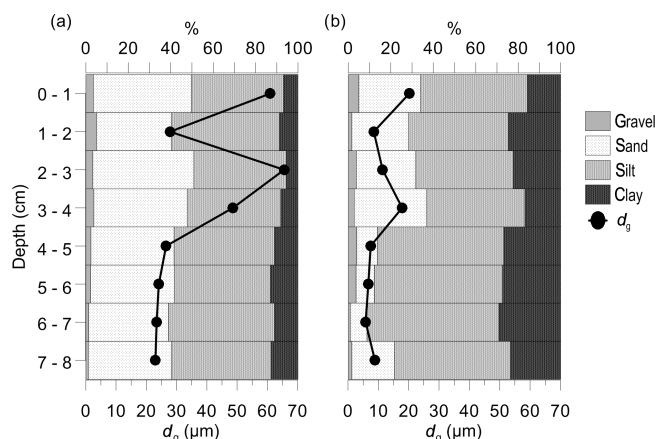 (a) % (b) %
0 20 40 60 80 100 0 20 40 60 80 100
0 - 1
1 - 2
2 - 3
3 - 4
4 - 5
5 - 6
6 - 7
7 - 8
Depth (cm)
Gravel
Sand
Silt
Clay
dg
0 10 20 30 40 50 60 70 0 10 20 30 40 50 60 70
dg (µm) dg (µm)